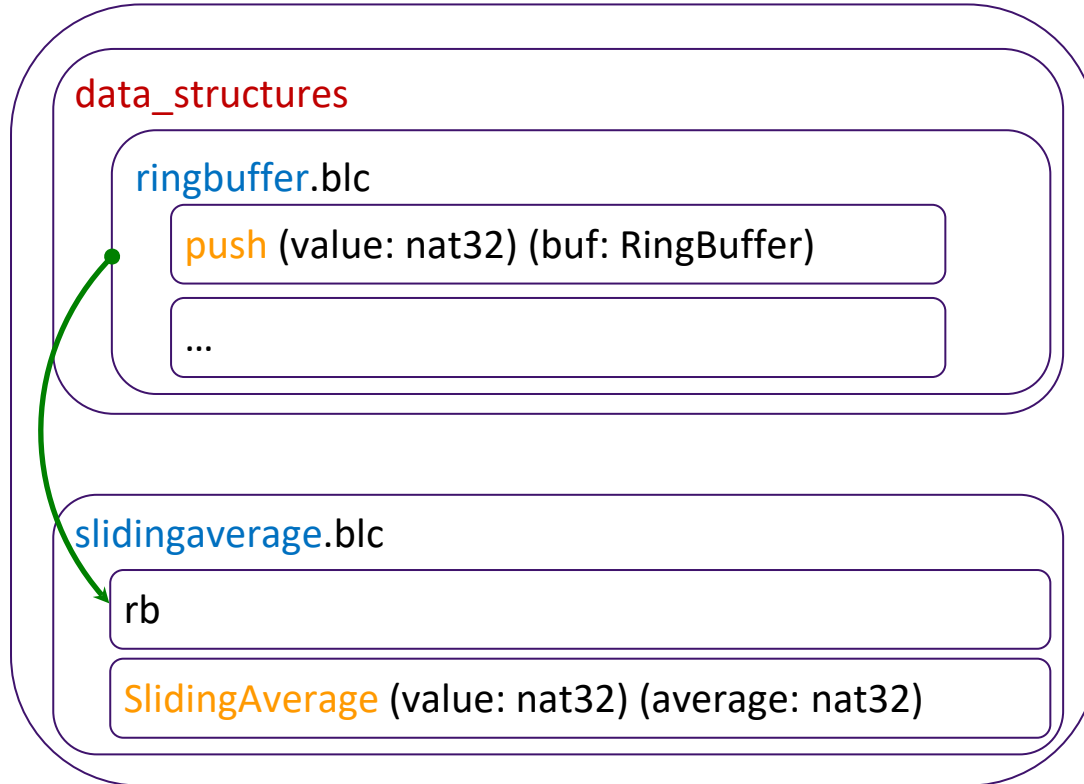 data_structures
ringbuffer.blc
push (value: nat32) (buf: RingBuffer)
...
slidingaverage.blc
rb
SlidingAverage (value: nat32) (average: nat32)